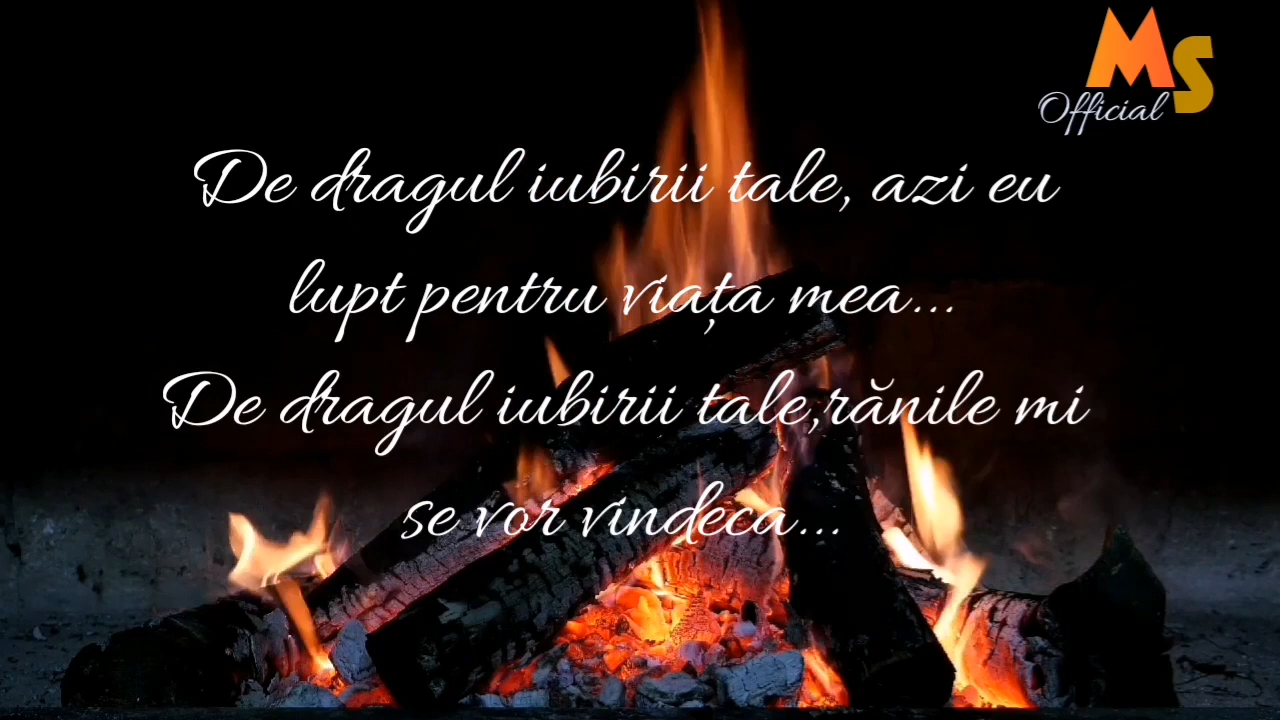 MS
Official
De dragul iubirii tale, azi eu
lupt pentru viața mea...
De dragul iubirii tale,rănile mi
se vor vindeca...